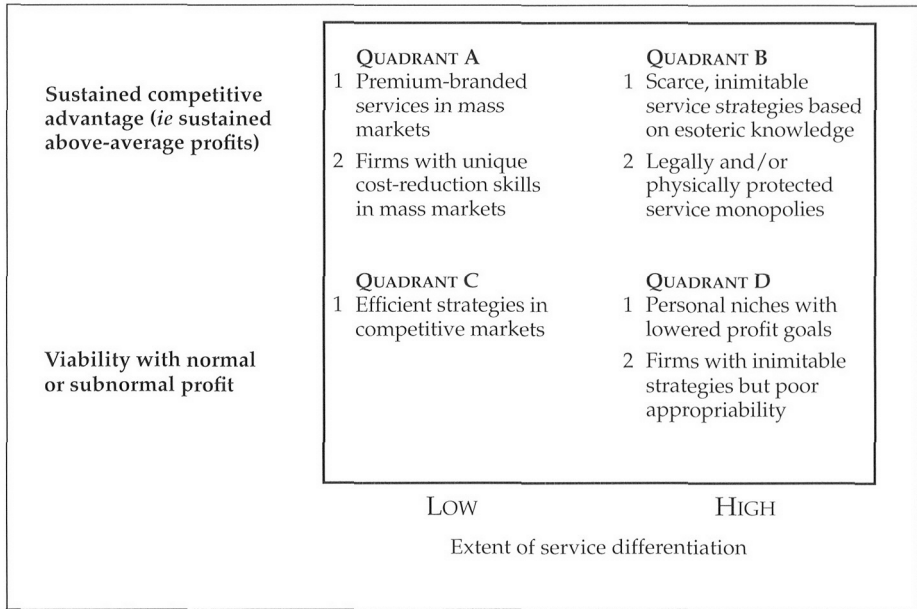 Sustained competitive
advantage (ie sustained
above-average profits)
QUADRANT A
1 Premium-branded
services in mass
markets
2 Firms with unique
cost-reduction skills
in mass markets
QUADRANT B
1 Scarce, inimitable
service strategies based
on esoteric knowledge
2 Legally and/or
physically protected
service monopolies
Viability with normal
or subnormal profit
QUADRANT C
1 Efficient strategies in
competitive markets
QUADRANT D
1 Personal niches with
lowered profit goals
2 Firms with inimitable
strategies but poor
appropriability
LOW
HIGH
Extent of service differentiation